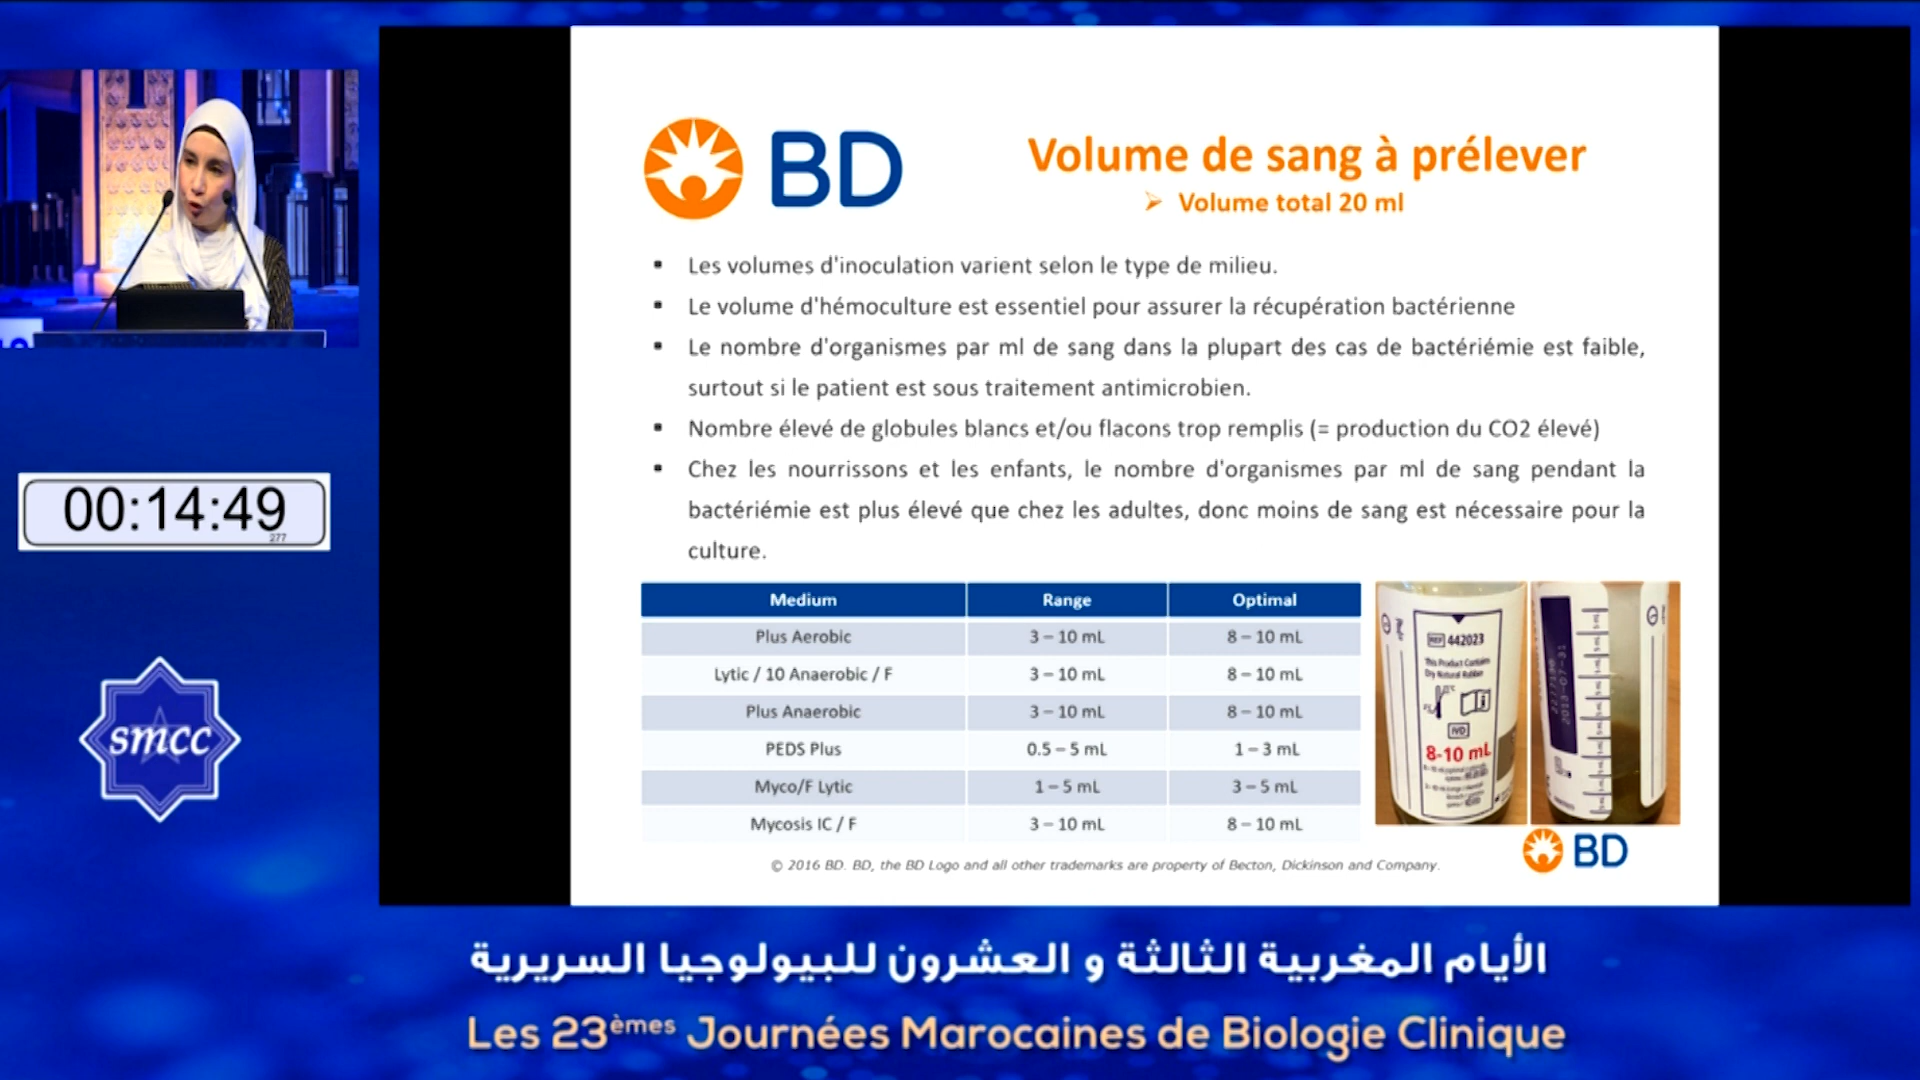 BD
Volume de sang à prélever
➢ Volume total 20 ml
▪ Les volumes d'inoculation varient selon le type de milieu.
▪ Le volume d'hémoculture est essentiel pour assurer la récupération bactérienne
▪ Le nombre d'organismes par ml de sang dans la plupart des cas de bactériémie est faible,
surtout si le patient est sous traitement antimicrobien.
▪ Nombre élevé de globules blancs et/ou flacons trop remplis (= production du CO2 élevé)
▪ Chez les nourrissons et les enfants, le nombre d'organismes par ml de sang pendant la
bactériémie est plus élevé que chez les adultes, donc moins de sang est nécessaire pour la
culture.
Medium Range Optimal
Plus Aerobic 3 – 10 mL 8 – 10 mL
Lytic / 10 Anaerobic / F 3 – 10 mL 8 – 10 mL
Plus Anaerobic 3 – 10 mL 8 – 10 mL
PEDS Plus 0.5 – 5 mL 1 – 3 mL
Myco/F Lytic 1 – 5 mL 3 – 5 mL
Mycosis IC / F 3 – 10 mL 8 – 10 mL
REF 442023
This Product Contains
Dry Natural Rubber
IVD
8-10 mL
BD
© 2016 BD. BD, the BD Logo and all other trademarks are property of Becton, Dickinson and Company.
00:14:49
277
smcc
الأيام المغربية الثالثة و العشرون للبيولوجيا السريرية
Les 23èmes Journées Marocaines de Biologie Clinique